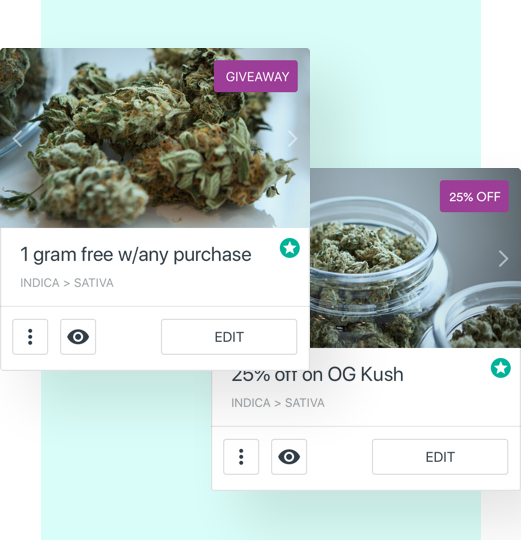 GIVEAWAY
1 gram free w/any purchase
INDICA > SATIVA
EDIT
25% OFF
25% off on OG Kush
INDICA > SATIVA
EDIT